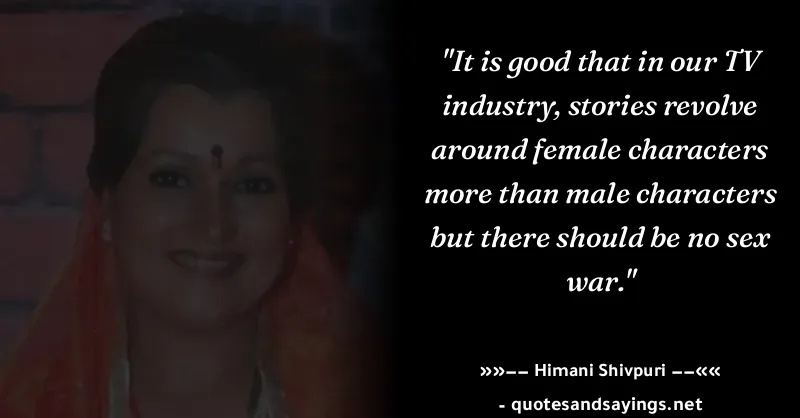 "It is good that in our TV
industry, stories revolve
around female characters
more than male characters
but there should be no sex
war."
»»−− Himani Shivpuri −−««
- quotesandsayings.net